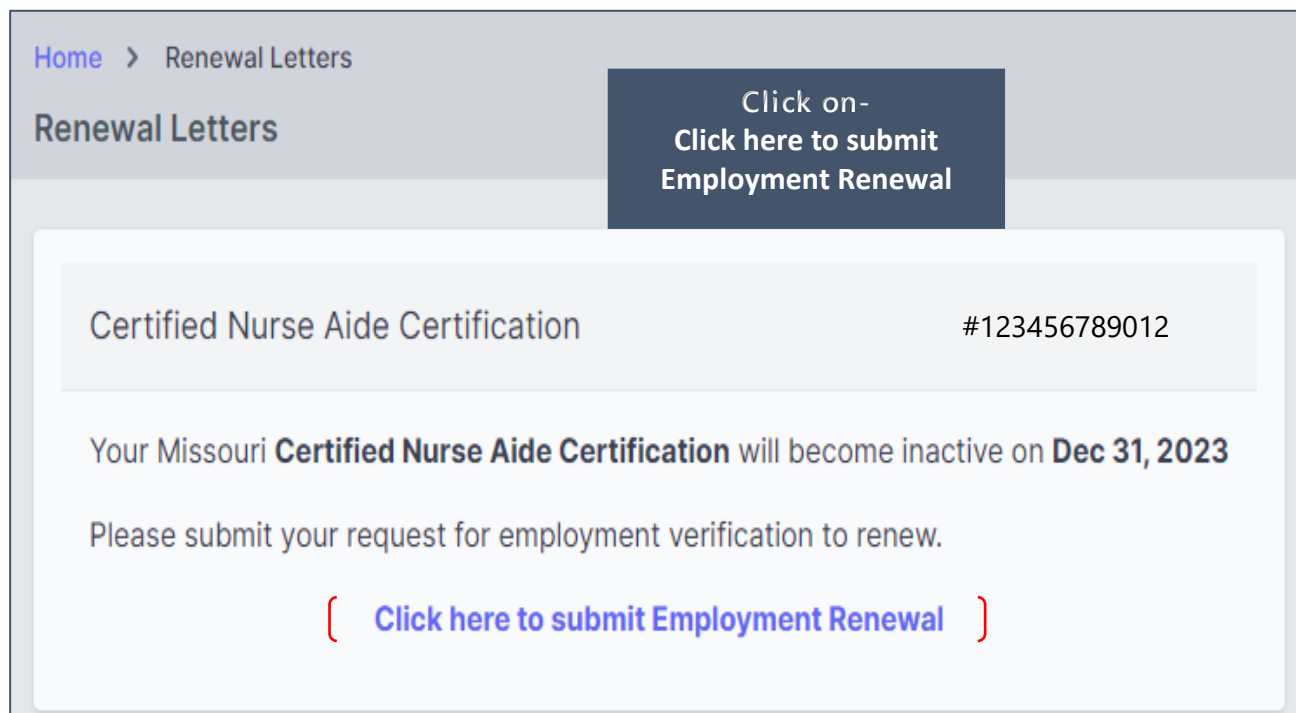 Home > Renewal Letters
Renewal Letters
Click on-
Click here to submit
Employment Renewal
Certified Nurse Aide Certification #123456789012
Your Missouri Certified Nurse Aide Certification will become inactive on Dec 31, 2023
Please submit your request for employment verification to renew.
Click here to submit Employment Renewal